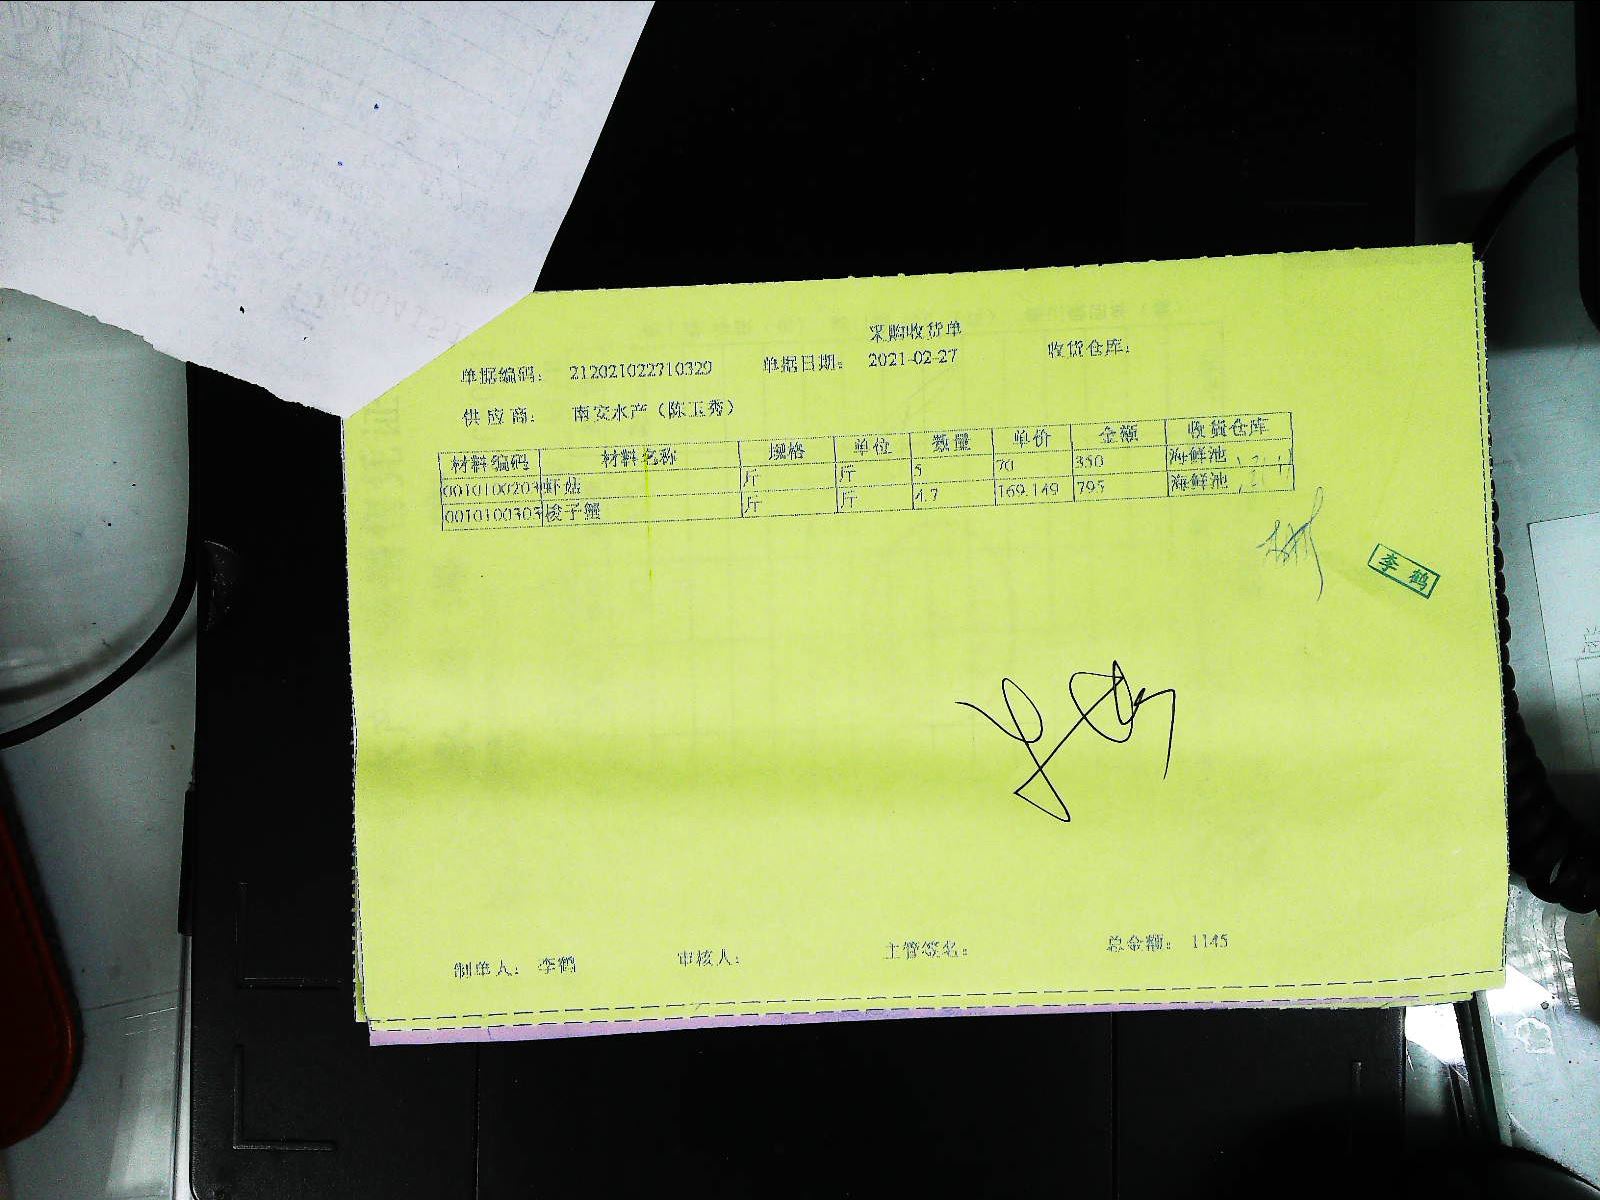 采购收货单
单据编码： 212021022710329 单据日期： 2021-02-27 收货仓库：
供应商： 南安水产（陈玉秀）
材料编码 材料名称 规格 单位 数量 单价 金额 收货仓库
0010100203 虾姑 斤 斤 5 70 350 海鲜池
0010100303 梭子蟹 斤 斤 4.7 169.149 795 海鲜池
李鹤
制单人： 李鹤 审核人： 主管签名： 总金额： 1145